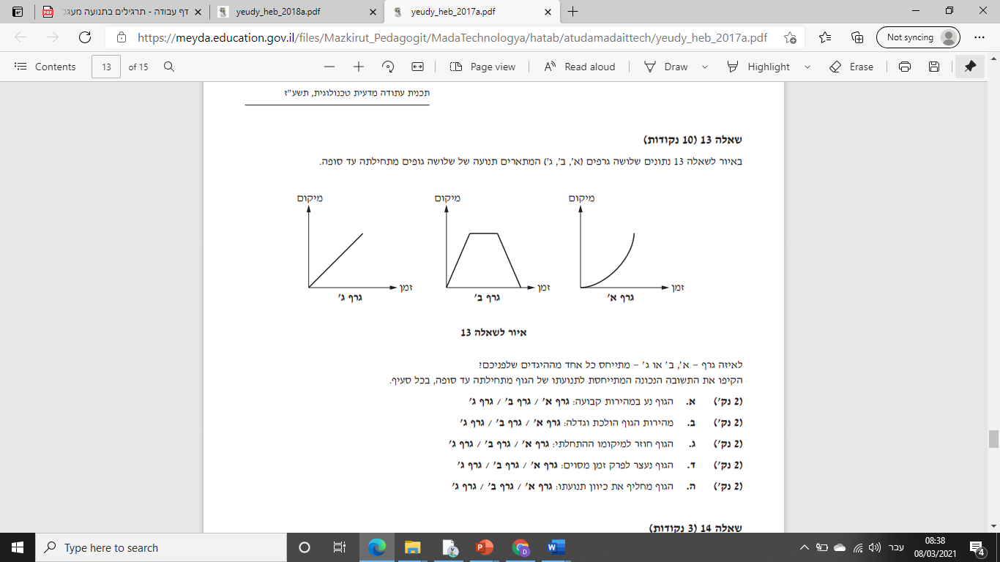 דף עבודה - תרגילים בתנועה מעגל
yeudy_heb_2018a.pdf
yeudy_heb_2017a.pdf
https://meyda.education.gov.il/files/Mazkirut_Pedagogit/MadaTechnologya/hatab/atudamadaittech/yeudy_heb_2017a.pdf
Not syncing
Contents
13
of 15
Page view
Read aloud
Draw
Highlight
Erase
תכנית עתודה מדעית טכנולוגית, תשע"ז
שאלה 13 (10 נקודות)
באיור לשאלה 13 נתונים שלושה גרפים (א', ב', ג') המתארים תנועה של שלושה גופים מתחילתה עד סופה.
מיקום
מיקום
מיקום
זמן
זמן
זמן
גרף א'
גרף ב'
גרף ג'
איור לשאלה 13
לאיזה גרף – א', ב' או ג' – מתייחס כל אחד מההיגדים שלפניכם?
הקיפו את התשובה הנכונה המתייחסת לתנועתו של הגוף מתחילתה עד סופה, בכל סעיף.
(2 נק') א. הגוף נע במהירות קבועה: גרף א' / גרף ב' / גרף ג'
(2 נק') ב. מהירות הגוף הולכת וגדלה: גרף א' / גרף ב' / גרף ג'
(2 נק') ג. הגוף חוזר למיקומו ההתחלתי: גרף א' / גרף ב' / גרף ג'
(2 נק') ד. הגוף נעצר לפרק זמן מסוים: גרף א' / גרף ב' / גרף ג'
(2 נק') ה. הגוף מחליף את כיוון תנועתו: גרף א' / גרף ב' / גרף ג'
שאלה 14 (3 נקודות)
Type here to search
עבר
08:38
08/03/2021
4